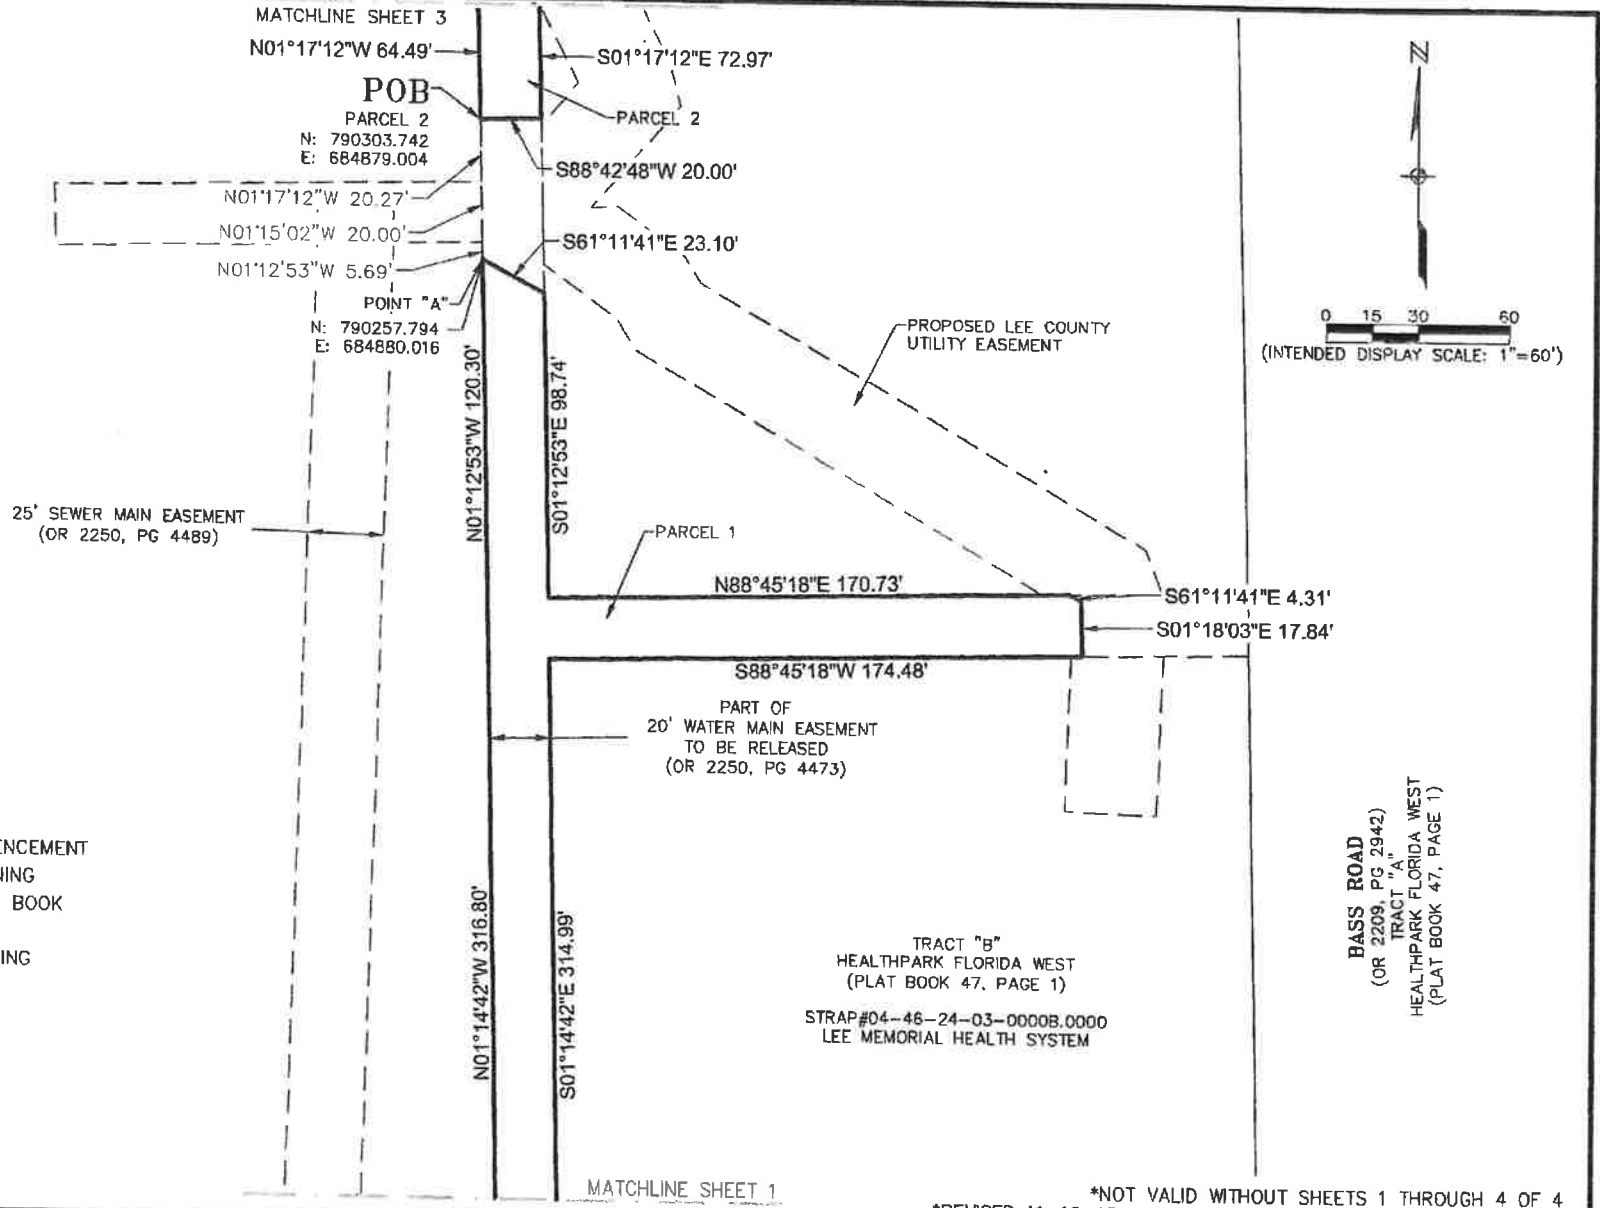 MATCHLINE SHEET 3
N01°17'12"W 64.49'
S01°17'12"E 72.97'
POB
PARCEL 2
N: 790303.742
E: 684879.004
PARCEL 2
S88°42'48"W 20.00'
N01°17'12"W 20.27'
N01°15'02"W 20.00'
S61°11'41"E 23.10'
N01°12'53"W 5.69'
POINT "A"
N: 790257.794
E: 684880.016
N
0 15 30 60
(INTENDED DISPLAY SCALE: 1"=60')
PROPOSED LEE COUNTY
UTILITY EASEMENT
N01°12'53"W 120.30'
S01°12'53"E 98.74'
25' SEWER MAIN EASEMENT
(OR 2250, PG 4489)
PARCEL 1
N88°45'18"E 170.73'
S61°11'41"E 4.31'
S01°18'03"E 17.84'
S88°45'18"W 174.48'
PART OF
20' WATER MAIN EASEMENT
TO BE RELEASED
(OR 2250, PG 4473)
ENCEMENT
NING
BOOK
ING
N01°14'42"W 316.80'
S01°14'42"E 314.99'
TRACT "B"
HEALTHPARK FLORIDA WEST
(PLAT BOOK 47, PAGE 1)
STRAP#04-46-24-03-0000B.0000
LEE MEMORIAL HEALTH SYSTEM
BASS ROAD
(OR 2209, PG 2942)
TRACT "A"
HEALTHPARK FLORIDA WEST
(PLAT BOOK 47, PAGE 1)
MATCHLINE SHEET 1
*NOT VALID WITHOUT SHEETS 1 THROUGH 4 OF 4